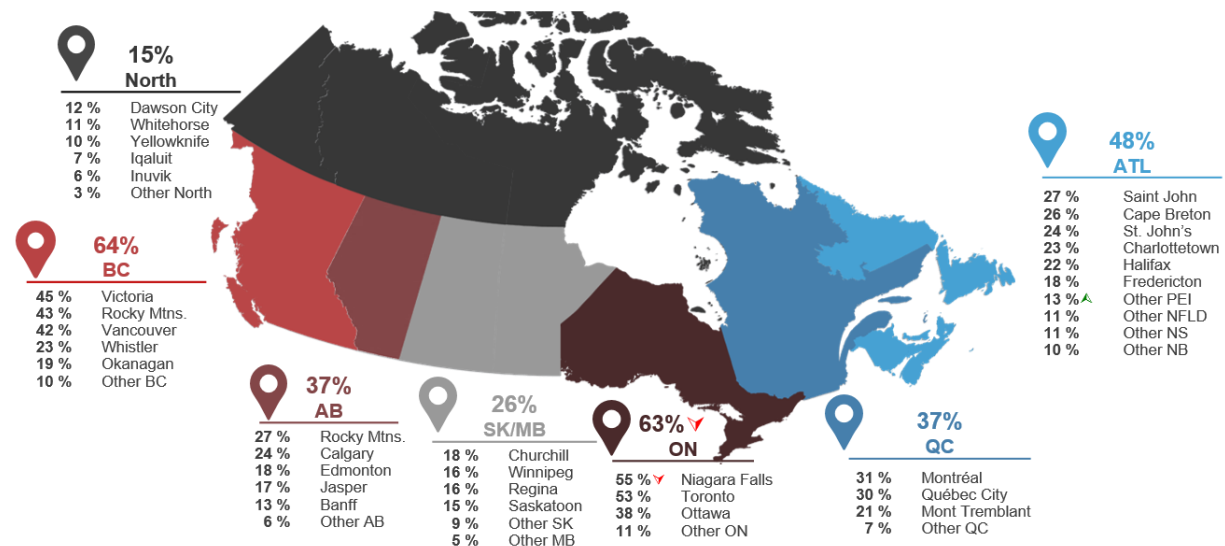 15%
North
12 % Dawson City
11 % Whitehorse
10 % Yellowknife
7 % Iqaluit
6 % Inuvik
3 % Other North
64%
BC
45 % Victoria
43 % Rocky Mtns.
42 % Vancouver
23 % Whistler
19 % Okanagan
10 % Other BC
37%
AB
27 % Rocky Mtns.
24 % Calgary
18 % Edmonton
17 % Jasper
13 % Banff
6 % Other AB
26%
SK/MB
18 % Churchill
16 % Winnipeg
16 % Regina
15 % Saskatoon
9 % Other SK
5 % Other MB
63%
ON
55 % Niagara Falls
53 % Toronto
38 % Ottawa
11 % Other ON
37%
QC
31 % Montréal
30 % Québec City
21 % Mont Tremblant
7 % Other QC
48%
ATL
27 % Saint John
26 % Cape Breton
24 % St. John's
23 % Charlottetown
22 % Halifax
18 % Fredericton
13 % Other PEI
11 % Other NFLD
11 % Other NS
10 % Other NB